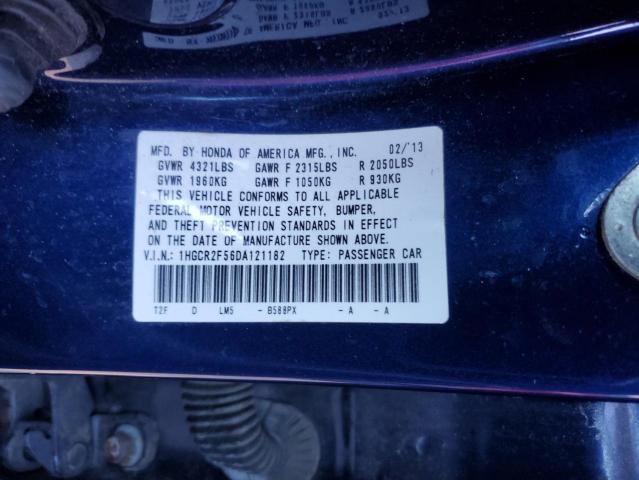 MFD. BY HONDA OF AMERICA MFG., INC. 02/'13
GVWR 4321LBS GAWR F 2315LBS R 2050LBS
GVWR 1960KG GAWR F 1050KG R 930KG
THIS VEHICLE CONFORMS TO ALL APPLICABLE
FEDERAL MOTOR VEHICLE SAFETY, BUMPER,
AND THEFT PREVENTION STANDARDS IN EFFECT
ON THE DATE OF MANUFACTURE SHOWN ABOVE.
V.I.N.: 1HGCR2F56DA121182 TYPE: PASSENGER CAR
T2F D LM5 - B588PX - A - A